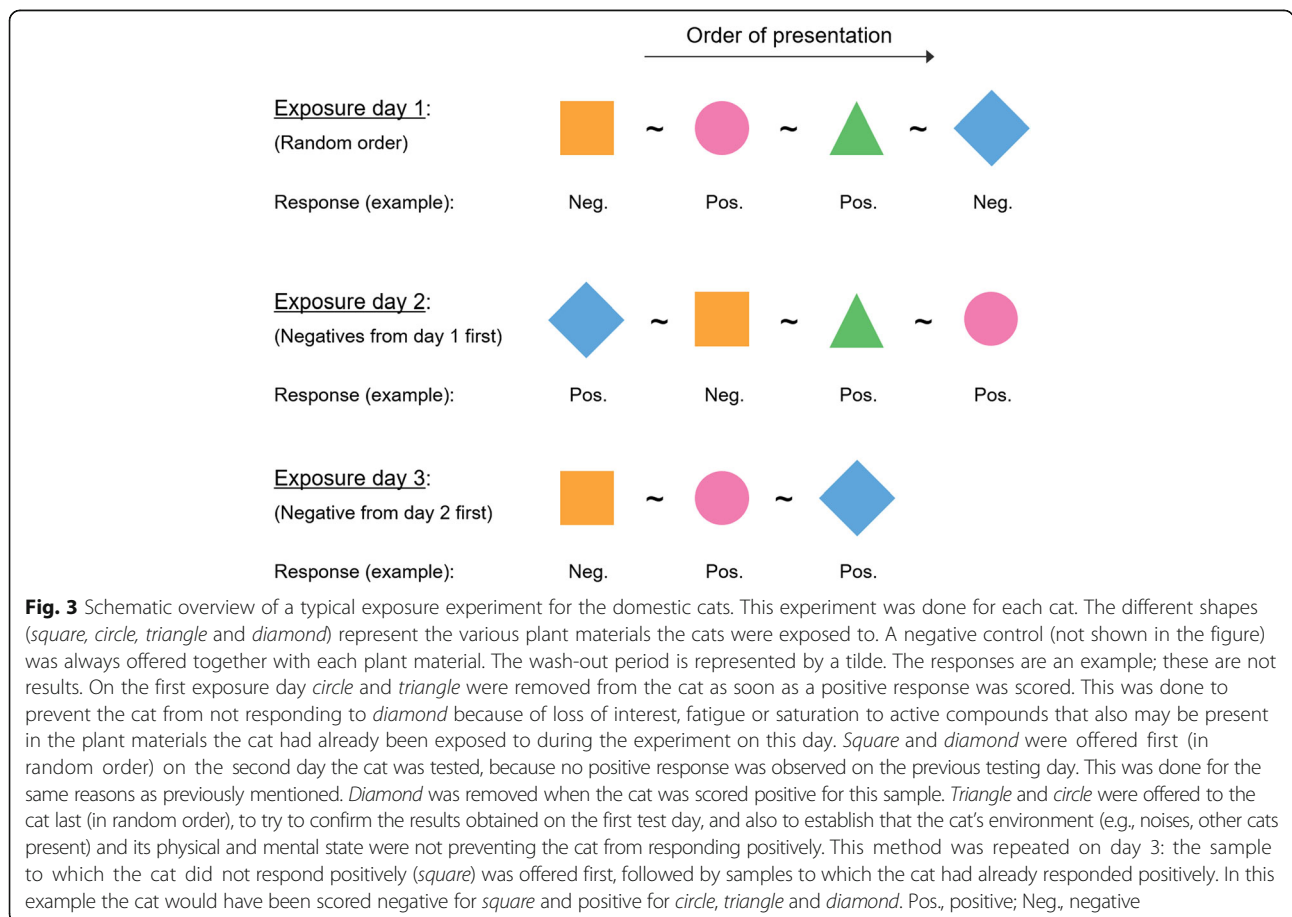 Order of presentation
Exposure day 1:
(Random order)
~ ~ ~
Response (example): Neg. Pos. Pos. Neg.
Exposure day 2:
(Negatives from day 1 first)
~ ~ ~
Response (example): Pos. Neg. Pos. Pos.
Exposure day 3:
(Negative from day 2 first)
~ ~
Response (example): Neg. Pos. Pos.
Fig. 3 Schematic overview of a typical exposure experiment for the domestic cats. This experiment was done for each cat. The different shapes
(square, circle, triangle and diamond) represent the various plant materials the cats were exposed to. A negative control (not shown in the figure)
was always offered together with each plant material. The wash-out period is represented by a tilde. The responses are an example; these are not
results. On the first exposure day circle and triangle were removed from the cat as soon as a positive response was scored. This was done to
prevent the cat from not responding to diamond because of loss of interest, fatigue or saturation to active compounds that also may be present
in the plant materials the cat had already been exposed to during the experiment on this day. Square and diamond were offered first (in
random order) on the second day the cat was tested, because no positive response was observed on the previous testing day. This was done for the
same reasons as previously mentioned. Diamond was removed when the cat was scored positive for this sample. Triangle and circle were offered to the
cat last (in random order), to try to confirm the results obtained on the first test day, and also to establish that the cat's environment (e.g., noises, other cats
present) and its physical and mental state were not preventing the cat from responding positively. This method was repeated on day 3: the sample
to which the cat did not respond positively (square) was offered first, followed by samples to which the cat had already responded positively. In this
example the cat would have been scored negative for square and positive for circle, triangle and diamond. Pos., positive; Neg., negative